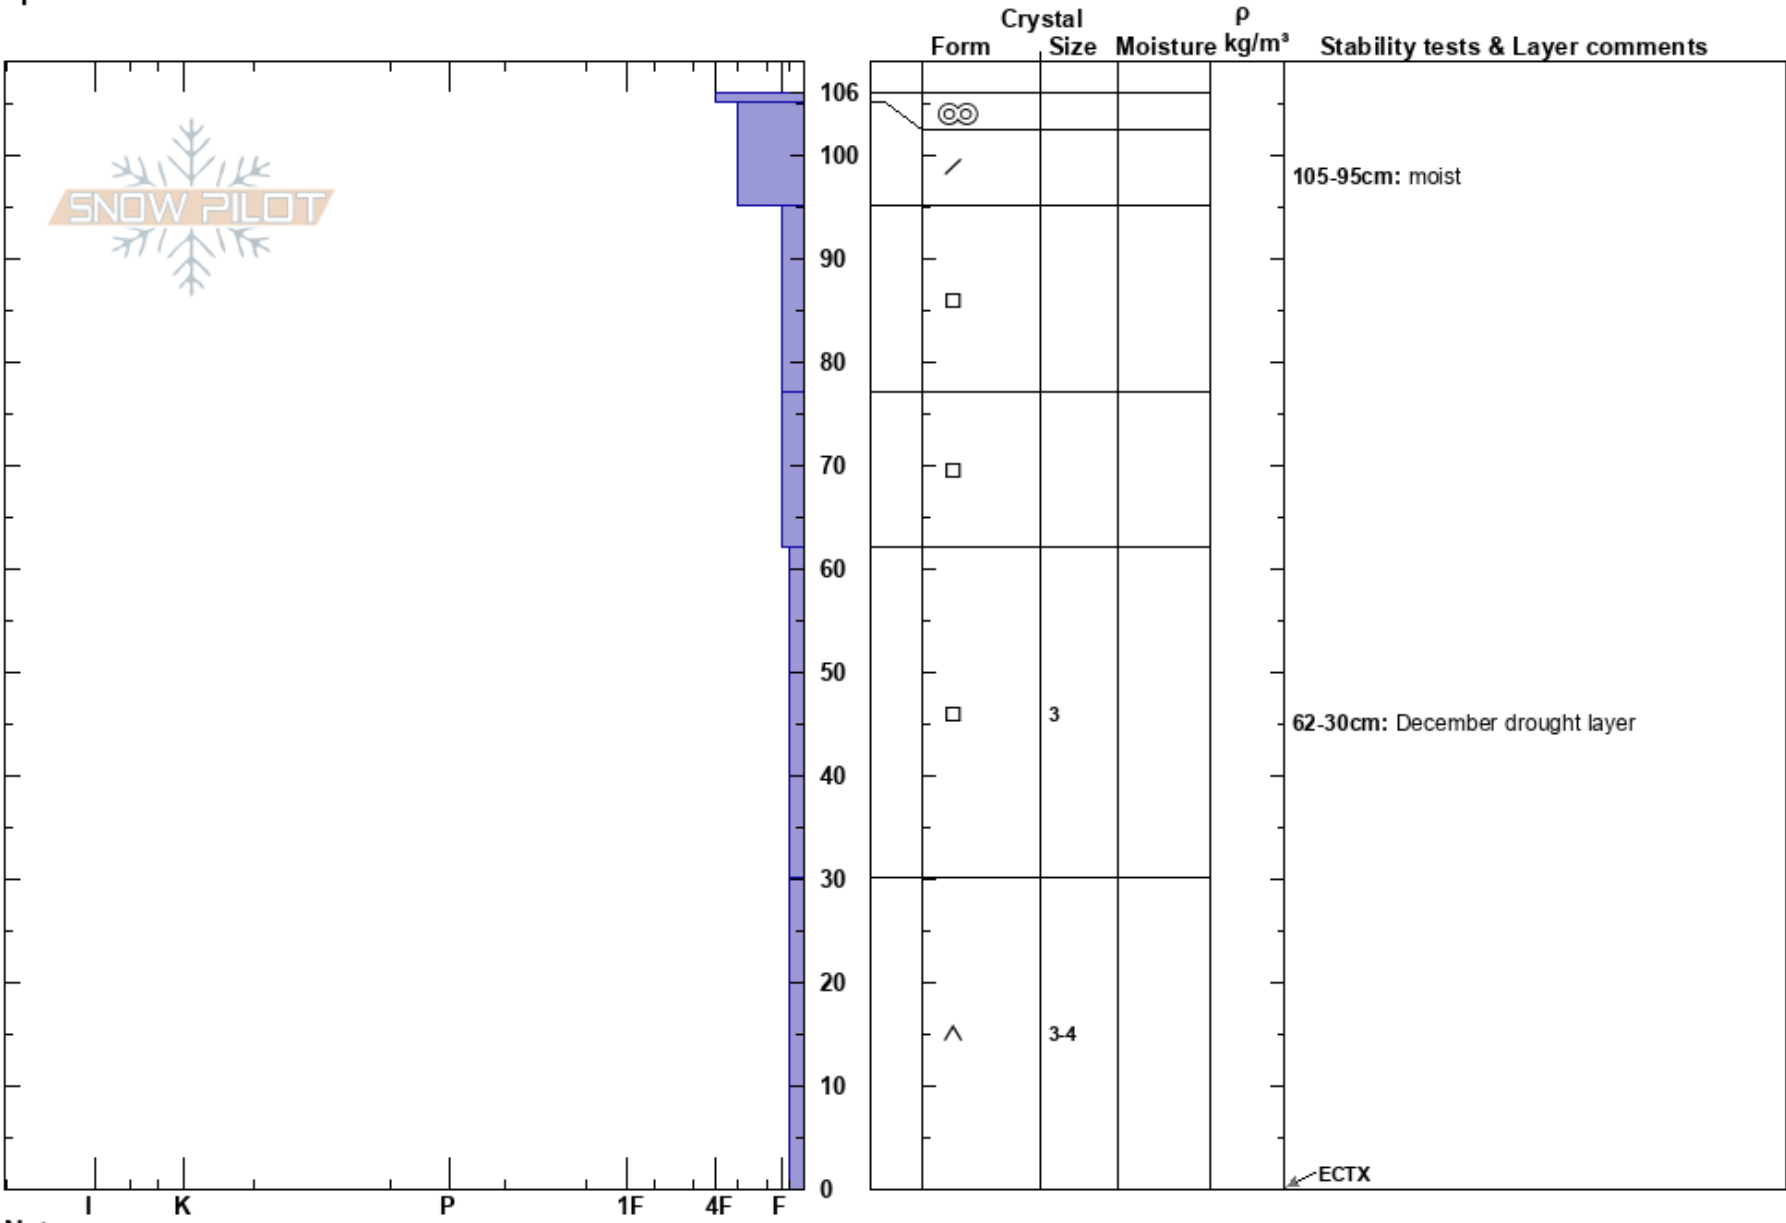 Crystal ρ
Form Size Moisture kg/m³ Stability tests & Layer comments
106
SNOW PILOT
100
105-95cm: moist
90
80
70
60
50
3
62-30cm: December drought layer
40
30
20
3-4
10
ECTX
0
I K P 1F 4F F